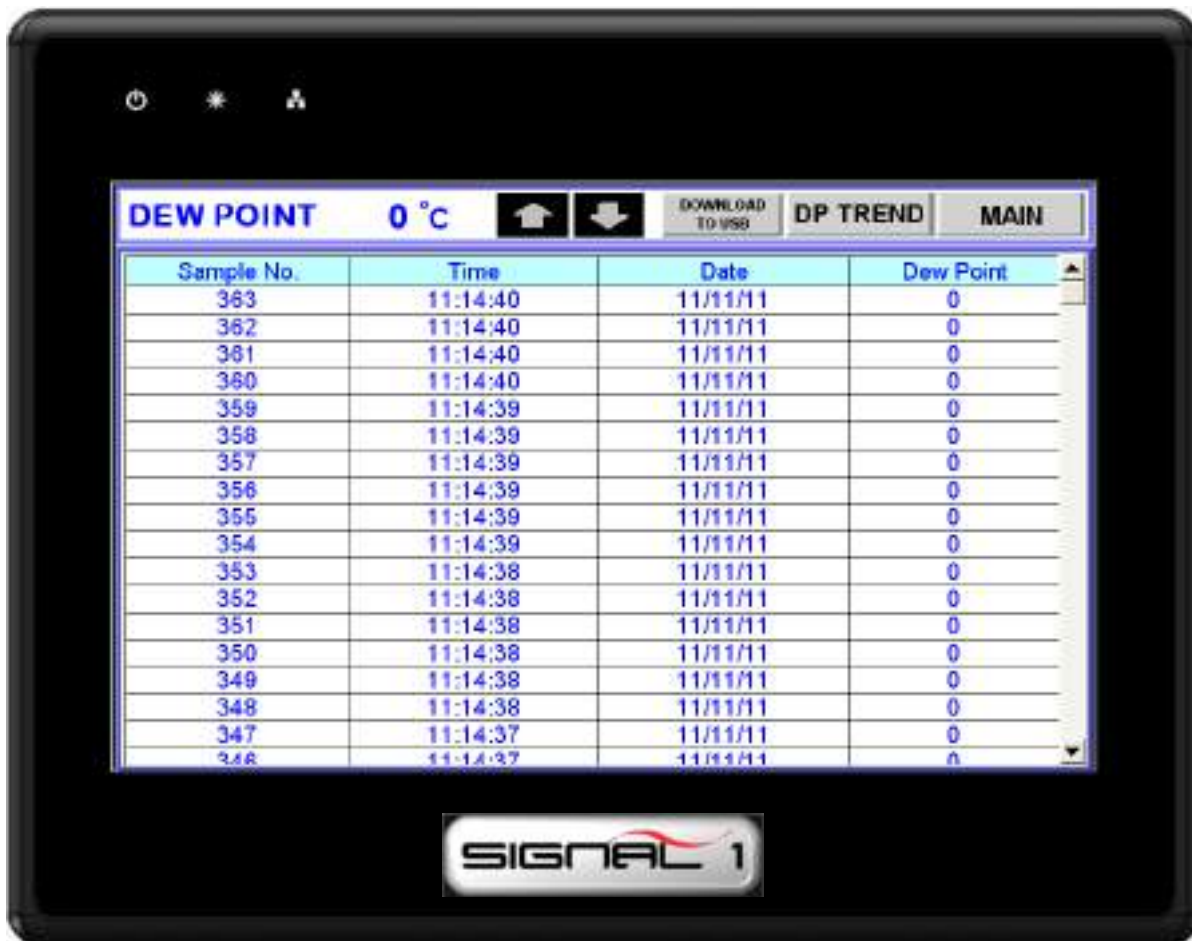 DEW POINT 0 °C DOWNLOAD TO USB DP TREND MAIN
Sample No. Time Date Dew Point
363 11:14:40 11/11/11 0
362 11:14:40 11/11/11 0
361 11:14:40 11/11/11 0
360 11:14:40 11/11/11 0
359 11:14:39 11/11/11 0
358 11:14:39 11/11/11 0
357 11:14:39 11/11/11 0
356 11:14:39 11/11/11 0
355 11:14:39 11/11/11 0
354 11:14:39 11/11/11 0
353 11:14:38 11/11/11 0
352 11:14:38 11/11/11 0
351 11:14:38 11/11/11 0
350 11:14:38 11/11/11 0
349 11:14:38 11/11/11 0
348 11:14:38 11/11/11 0
347 11:14:37 11/11/11 0
346 11:14:37 11/11/11 0
SIGNAL 1